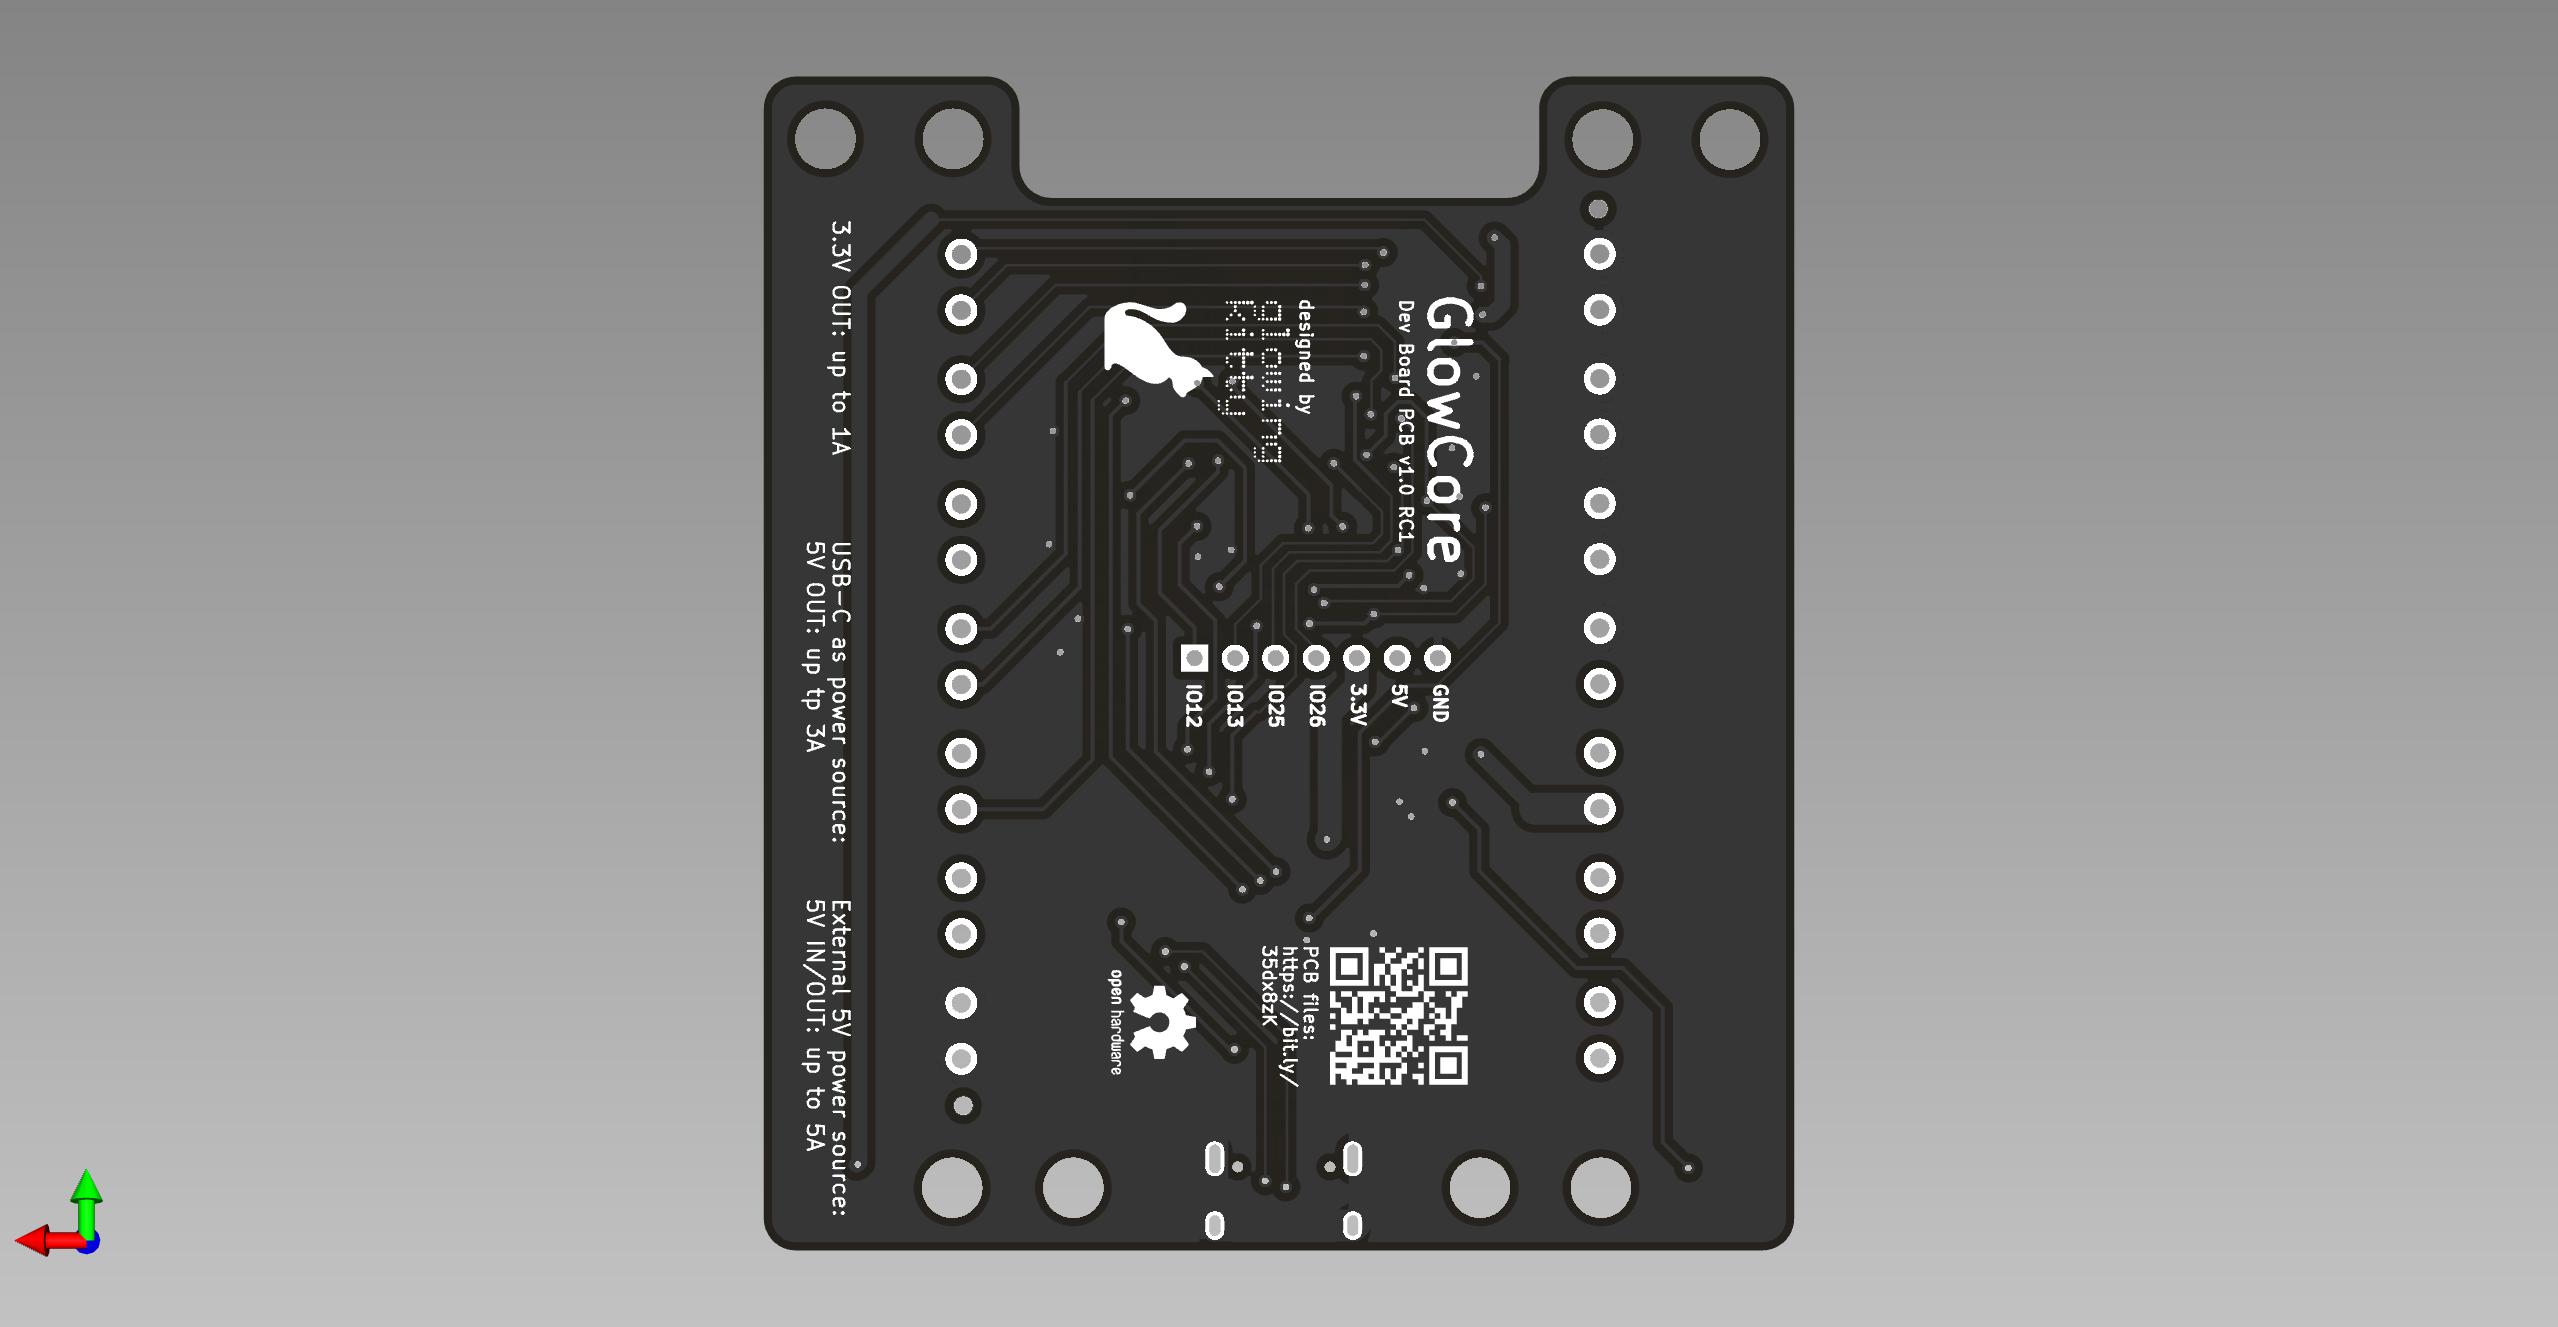 GlowCore
Dev Board PCB v1.0 RC1
designed by
glowing
kitty
IO12
IO13
IO25
IO26
3.3V
5V
GND
PCB files:
https://bit.ly/
35dx8zK
open hardware
3.3V OUT: up to 1A
USB-C as power source:
5V OUT: up tp 3A
External 5V power source:
5V IN/OUT: up to 5A